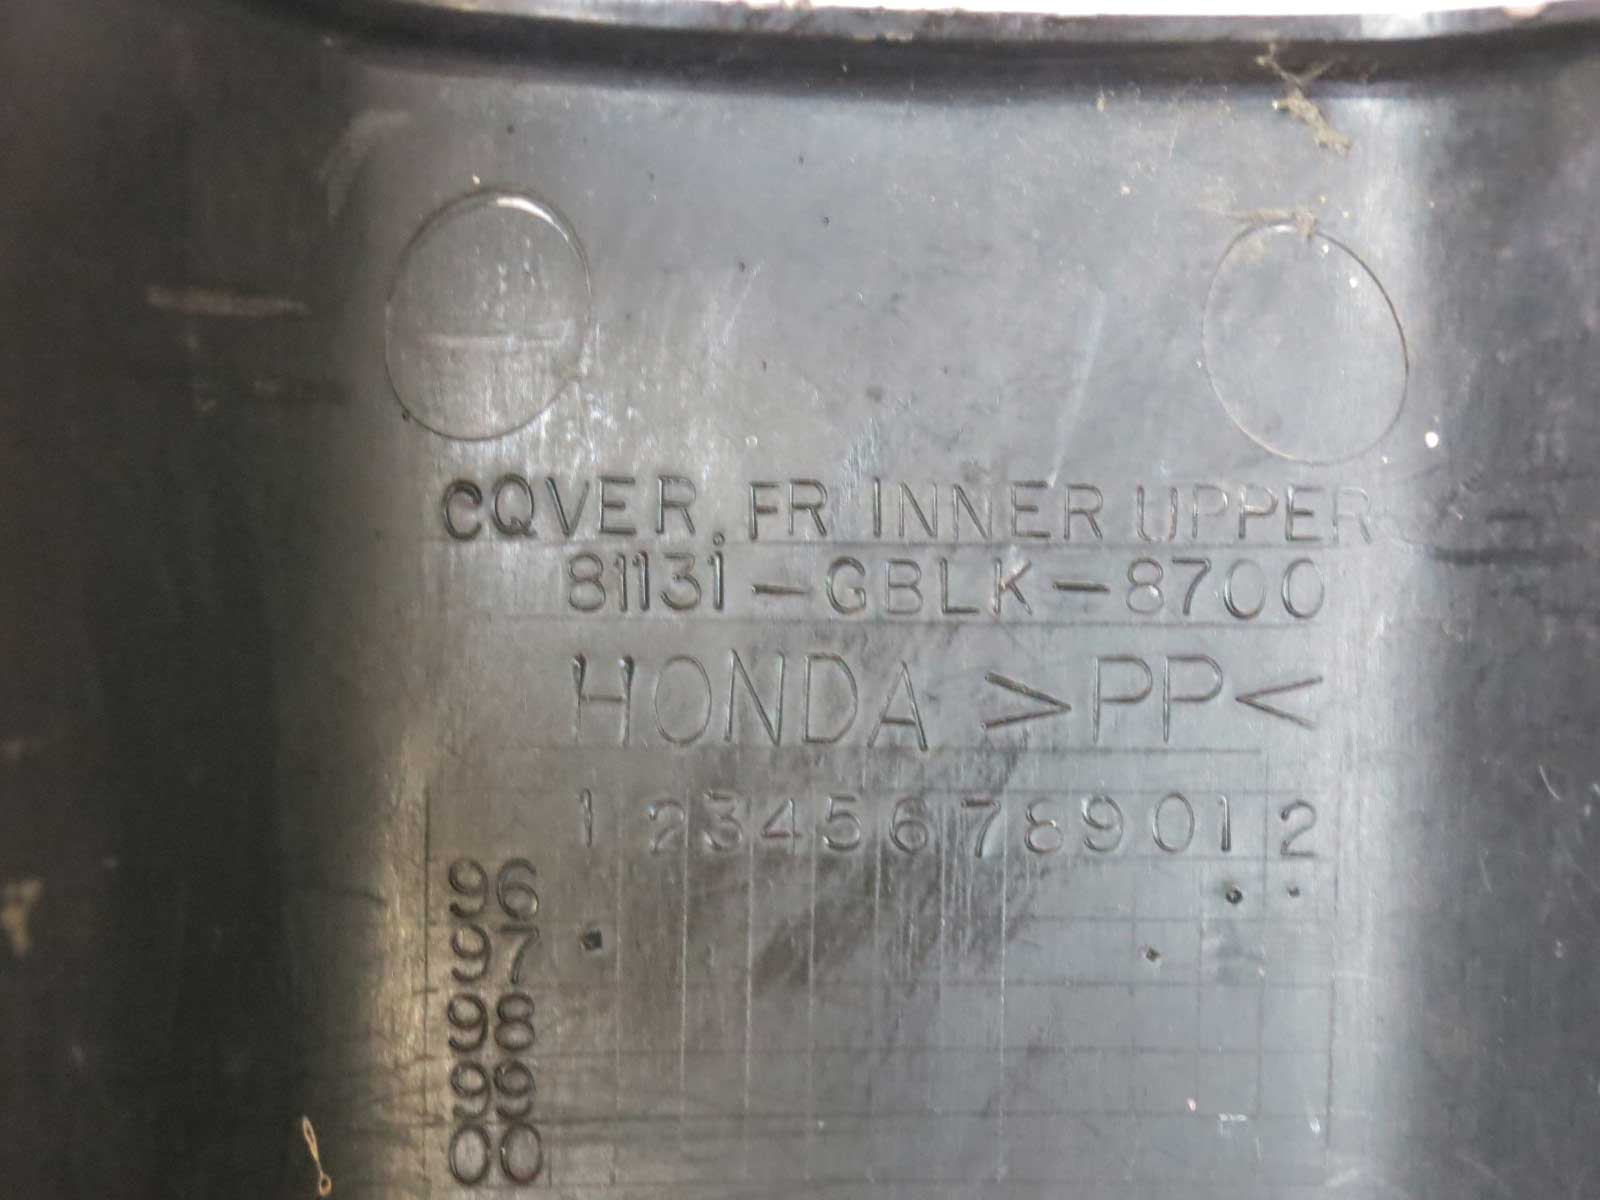 COVER, FR INNER UPPER
81131-GBLK-8700
HONDA >PP<
1 2 3 4 5 6 7 8 9 0 1 2
96
97
98
99
00